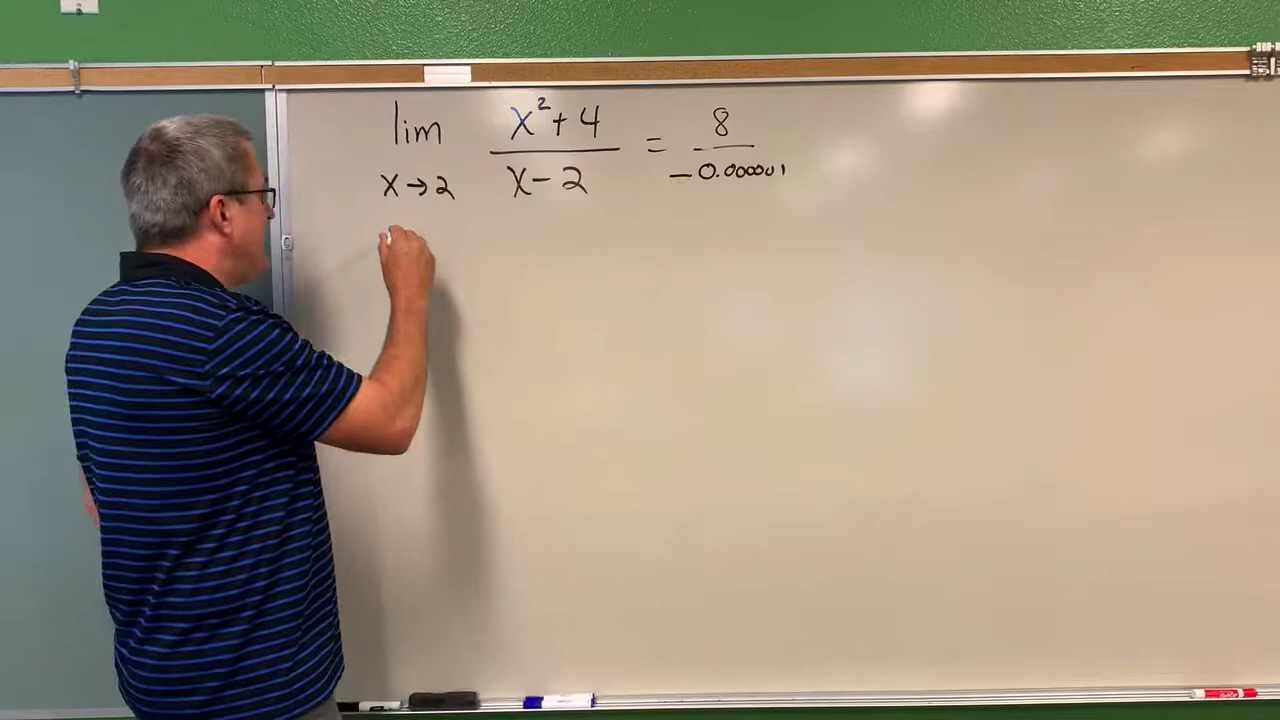 lim x→2 (x²+4)/(x-2) = 8/(-0.000001)